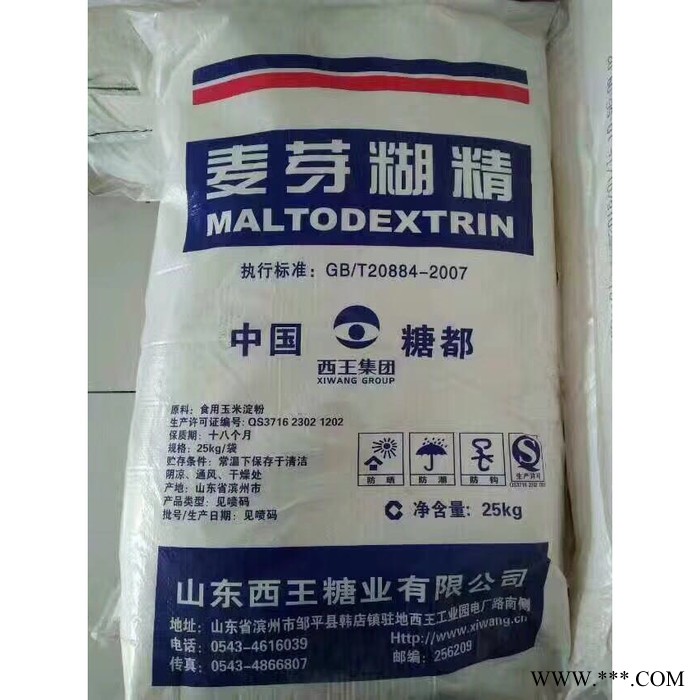 麦芽糊精
MALTODEXTRIN
执行标准：GB/T20884-2007
中国 糖都
西王集团
XIWANG GROUP
原料：食用玉米淀粉
生产许可证编号：QS3716 2302 1202
保质期：十八个月
规格：25kg/袋
贮存条件：常温下保存于清洁
阴凉、通风、干燥处
产地：山东省滨州市
产品类型：见喷码
批号/生产日期：见喷码
防晒 防潮 防钩
生产许可
净含量：25kg
山东西王糖业有限公司
地址：山东省滨州市邹平县韩店镇驻地西王工业园电厂路南侧
电话：0543-4616039
Http://www.xiwang.cn
传真：0543-4866807
邮编：256209
www.***.COM